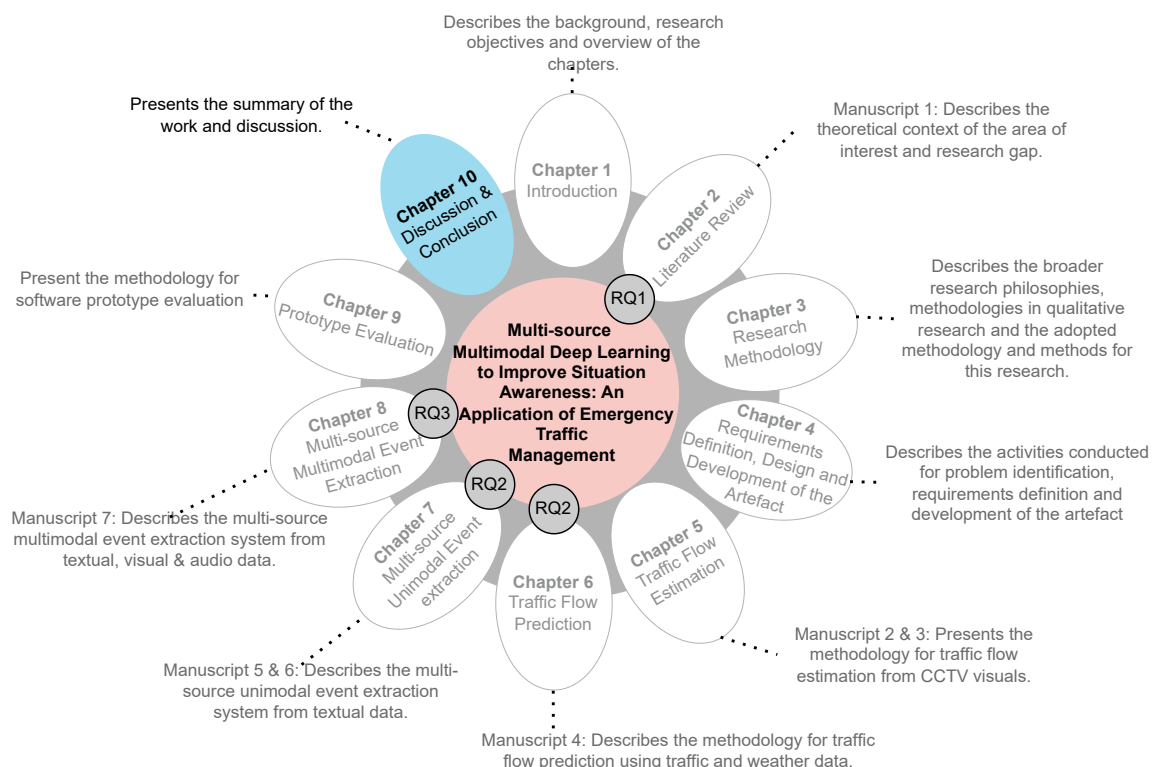 Describes the background, research
objectives and overview of the
chapters.
Presents the summary of the
work and discussion.
Manuscript 1: Describes the
theoretical context of the area of
interest and research gap.
Chapter 1
Introduction
Chapter 2
Literature Review
Chapter 10
Discussion &
Conclusion
Present the methodology for
software prototype evaluation
Chapter 9
Prototype Evaluation
RQ1
Chapter 3
Research
Methodology
Describes the broader
research philosophies,
methodologies in qualitative
research and the adopted
methodology and methods for
this research.
Multi-source
Multimodal Deep Learning
to Improve Situation
Awareness: An
Application of Emergency
Traffic
Management
RQ3
Chapter 8
Multi-source
Multimodal Event
Extraction
Chapter 4
Requirements
Definition, Design and
Development of the
Artefact
Describes the activities conducted
for problem identification,
requirements definition and
development of the artefact
RQ2
RQ2
Manuscript 7: Describes the multi-source
multimodal event extraction system from
textual, visual & audio data.
Chapter 7
Multi-source
Unimodal Event
extraction
Chapter 6
Traffic Flow
Prediction
Chapter 5
Traffic Flow
Estimation
Manuscript 2 & 3: Presents the
methodology for traffic flow
estimation from CCTV visuals.
Manuscript 5 & 6: Describes the multi-
source unimodal event extraction
system from textual data.
Manuscript 4: Describes the methodology for traffic
flow prediction using traffic and weather data.